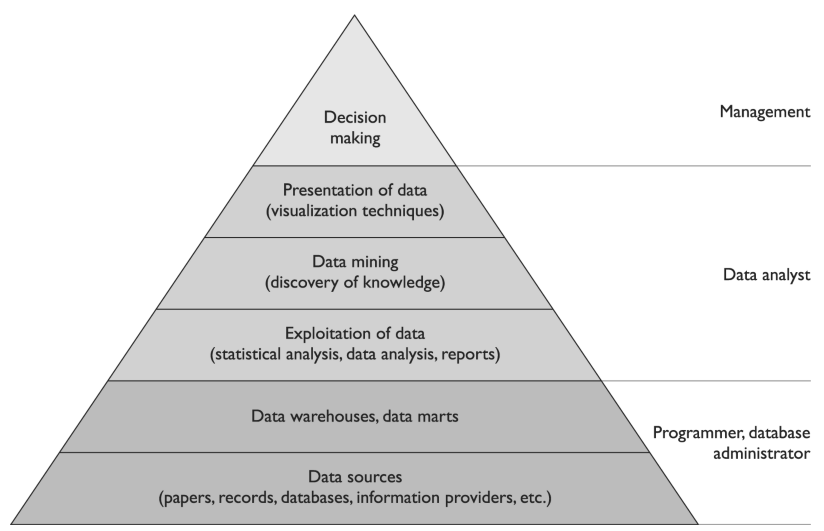 Decision
making
Management
Presentation of data
(visualization techniques)
Data mining
(discovery of knowledge)
Data analyst
Exploitation of data
(statistical analysis, data analysis, reports)
Data warehouses, data marts
Programmer, database
administrator
Data sources
(papers, records, databases, information providers, etc.)